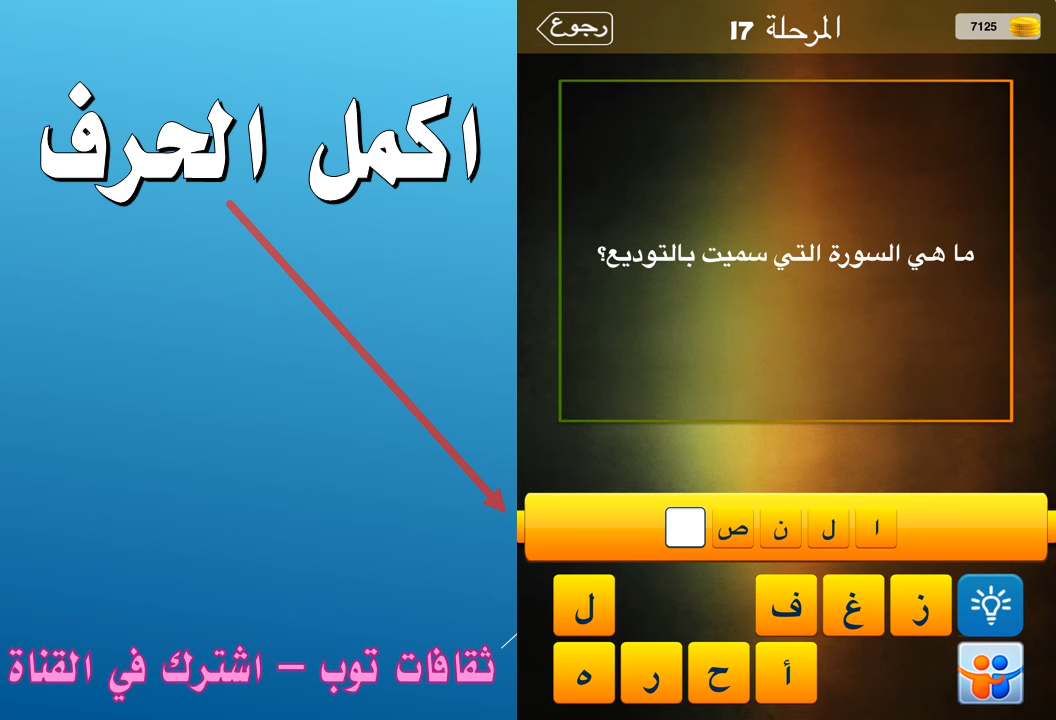 اكمل الحرف
ثقافات توب – اشترك في القناة
رجوع
المرحلة 17
7125
ما هي السورة التي سميت بالتوديع؟
ا ل ن ص
ز غ ف ل
أ ح ر ه